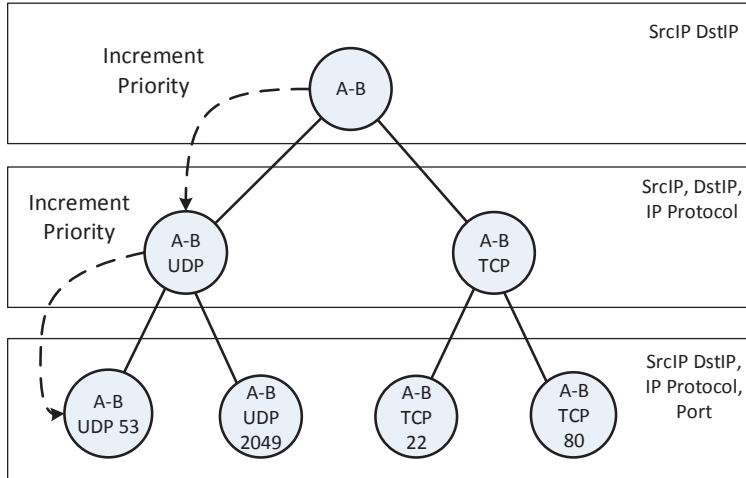 SrcIP DstIP
Increment
Priority
A-B
SrcIP, DstIP,
IP Protocol
Increment
Priority
A-B
UDP
A-B
TCP
SrcIP DstIP,
IP Protocol,
Port
A-B
UDP 53
A-B
UDP
2049
A-B
TCP
22
A-B
TCP
80